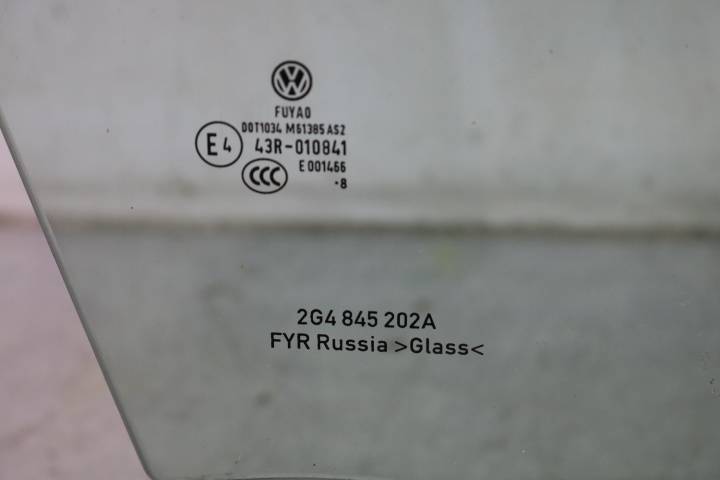 FUYAO
DOT1034 M61385 AS2
E4 43R-010841
E 001466
CCC
·8
2G4 845 202A
FYR Russia >Glass<